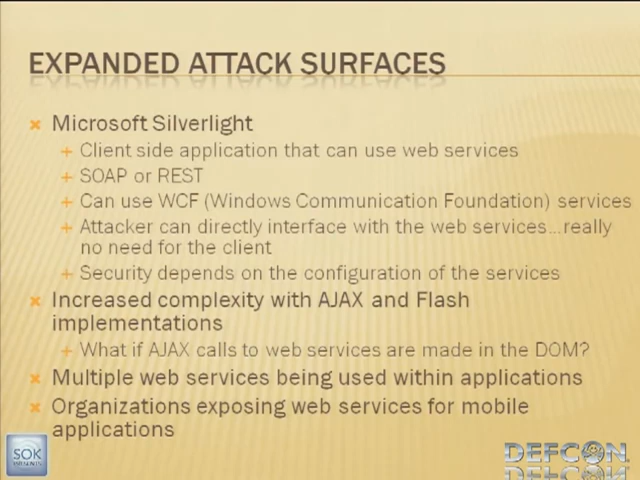 EXPANDED ATTACK SURFACES
Microsoft Silverlight
Client side application that can use web services
SOAP or REST
Can use WCF (Windows Communication Foundation) services
Attacker can directly interface with the web services...really
no need for the client
Security depends on the configuration of the services
Increased complexity with AJAX and Flash
implementations
What if AJAX calls to web services are made in the DOM?
Multiple web services being used within applications
Organizations exposing web services for mobile
applications
SOK
DEFCON